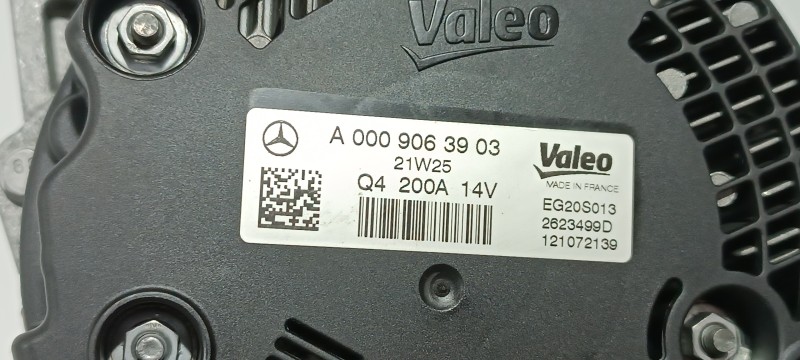 Valeo
A 000 906 39 03
21W25
Q4 200A 14V
Valeo
MADE IN FRANCE
EG20S013
2623499D
121072139